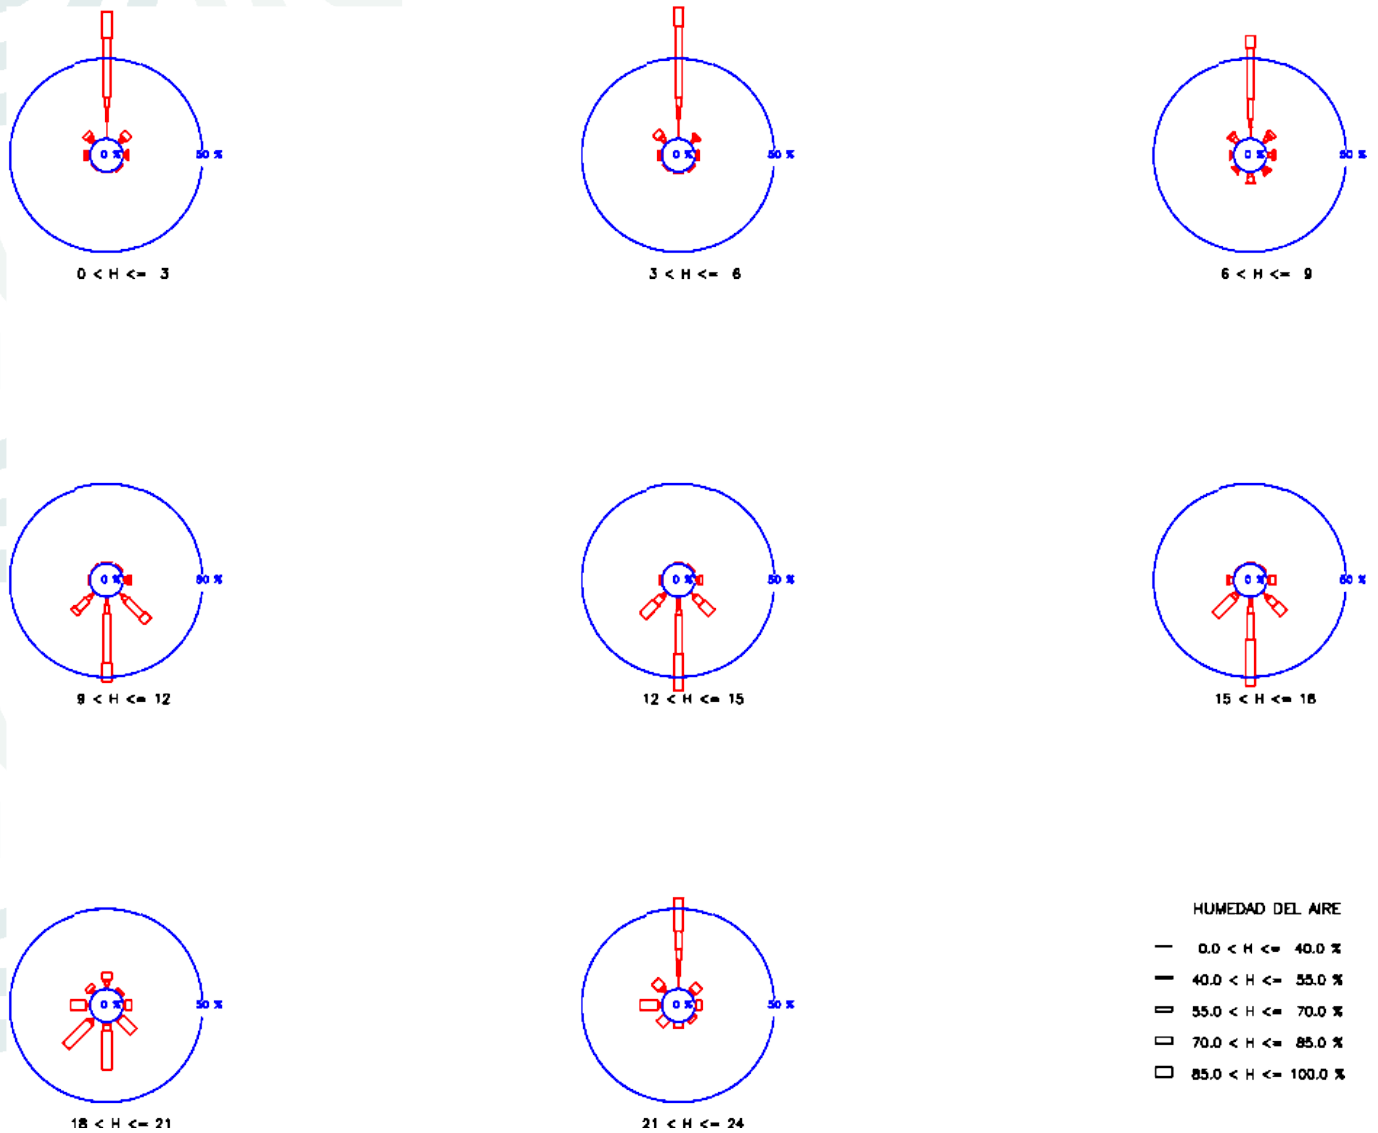 0 %
50 %
0 < H <= 3
0 %
50 %
3 < H <= 6
0 %
50 %
6 < H <= 9
0 %
50 %
9 < H <= 12
0 %
50 %
12 < H <= 15
0 %
50 %
15 < H <= 18
0 %
50 %
18 < H <= 21
0 %
50 %
21 < H <= 24
HUMEDAD DEL AIRE
0.0 < H <= 40.0 %
40.0 < H <= 55.0 %
55.0 < H <= 70.0 %
70.0 < H <= 85.0 %
85.0 < H <= 100.0 %